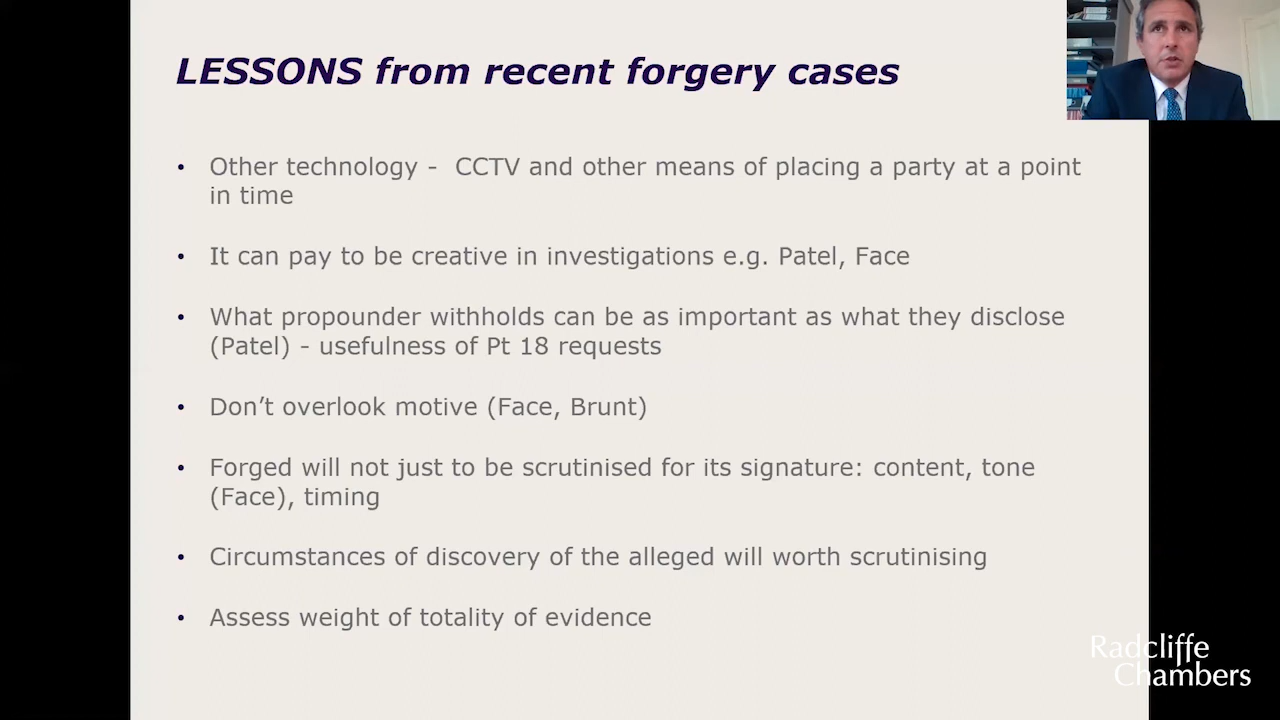 LESSONS from recent forgery cases
• Other technology - CCTV and other means of placing a party at a point
in time
• It can pay to be creative in investigations e.g. Patel, Face
• What propounder withholds can be as important as what they disclose
(Patel) - usefulness of Pt 18 requests
• Don’t overlook motive (Face, Brunt)
• Forged will not just to be scrutinised for its signature: content, tone
(Face), timing
• Circumstances of discovery of the alleged will worth scrutinising
• Assess weight of totality of evidence
Radcliffe
Chambers